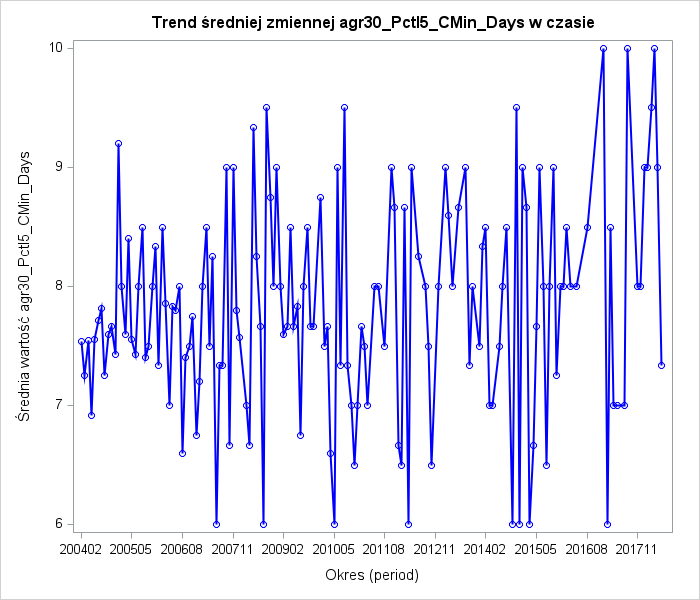 Trend średniej zmiennej agr30_Pctl5_CMin_Days w czasie
Średnia wartość agr30_Pctl5_CMin_Days
10
9
8
7
6
200402 200505 200608 200711 200902 201005 201108 201211 201402 201505 201608 201711
Okres (period)